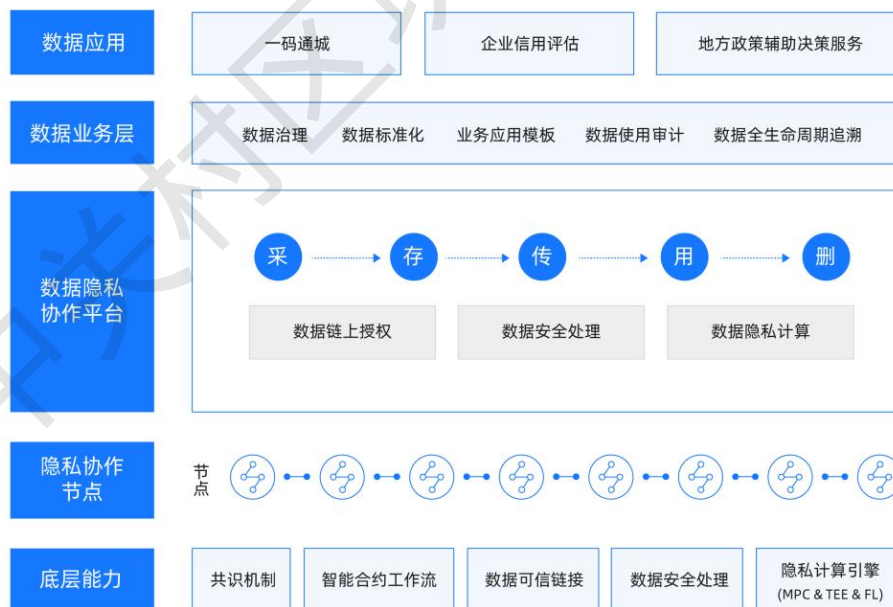 数据应用
一码通城
企业信用评估
地方政策辅助决策服务
数据业务层
数据治理
数据标准化
业务应用模板
数据使用审计
数据全生命周期追溯
数据隐私
协作平台
采
存
传
用
删
数据链上授权
数据安全处理
数据隐私计算
隐私协作
节点
节点
底层能力
共识机制
智能合约工作流
数据可信链接
数据安全处理
隐私计算引擎
(MPC & TEE & FL)
中关村区